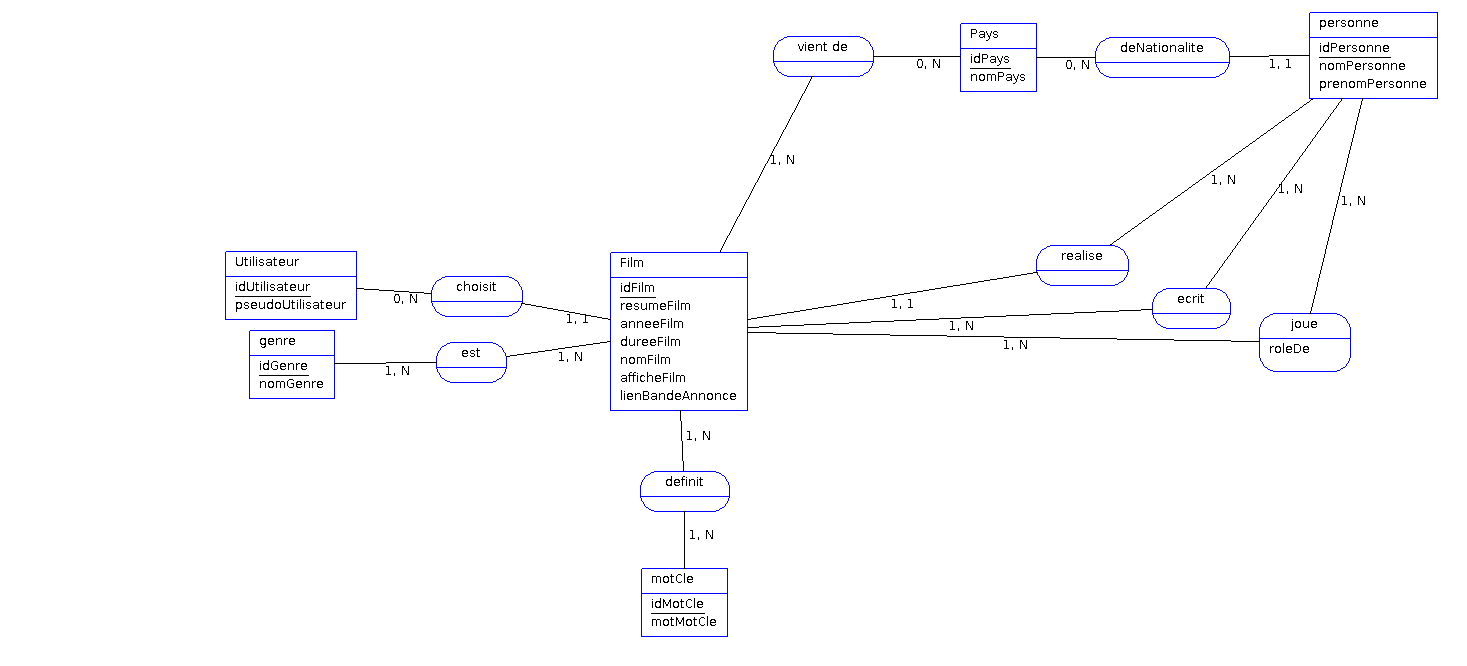 personne
idPersonne
nomPersonne
prenomPersonne
Pays
idPays
nomPays
vient de
deNationalite
0, N
0, N
1, 1
1, N
1, N
1, N
1, N
realise
ecrit
joue
roleDe
1, 1
1, N
1, N
Utilisateur
idUtilisateur
pseudoUtilisateur
choisit
0, N
1, 1
Film
idFilm
resumeFilm
anneeFilm
dureeFilm
nomFilm
afficheFilm
lienBandeAnnonce
genre
idGenre
nomGenre
est
1, N
1, N
1, N
definit
1, N
motCle
idMotCle
motMotCle